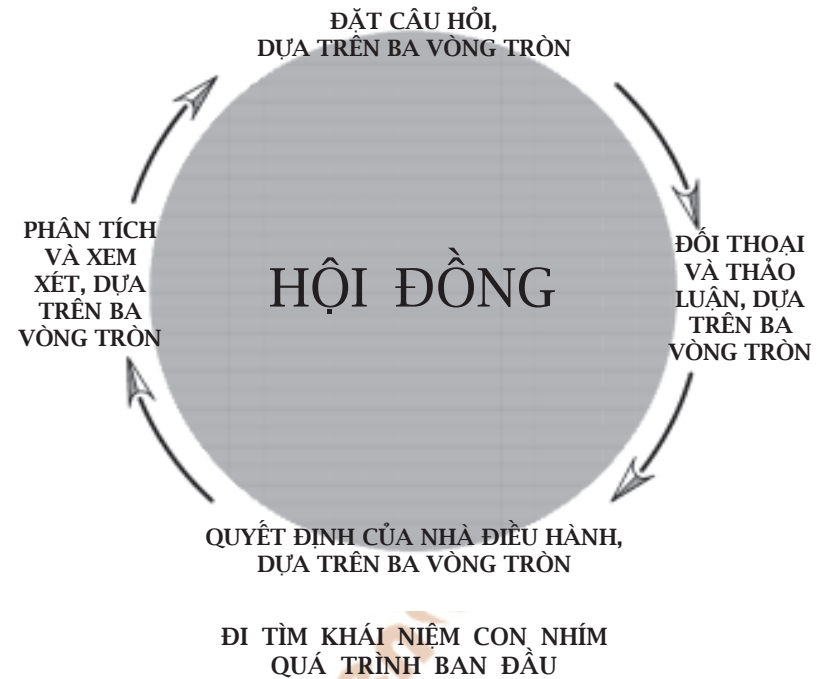 ĐẶT CÂU HỎI,
DỰA TRÊN BA VÒNG TRÒN
PHÂN TÍCH
VÀ XEM
XÉT, DỰA
TRÊN BA
VÒNG TRÒN
HỘI ĐỒNG
ĐỐI THOẠI
VÀ THẢO
LUẬN, DỰA
TRÊN BA
VÒNG TRÒN
QUYẾT ĐỊNH CỦA NHÀ ĐIỀU HÀNH,
DỰA TRÊN BA VÒNG TRÒN
ĐI TÌM KHÁI NIỆM CON NHÍM
QUÁ TRÌNH BAN ĐẦU